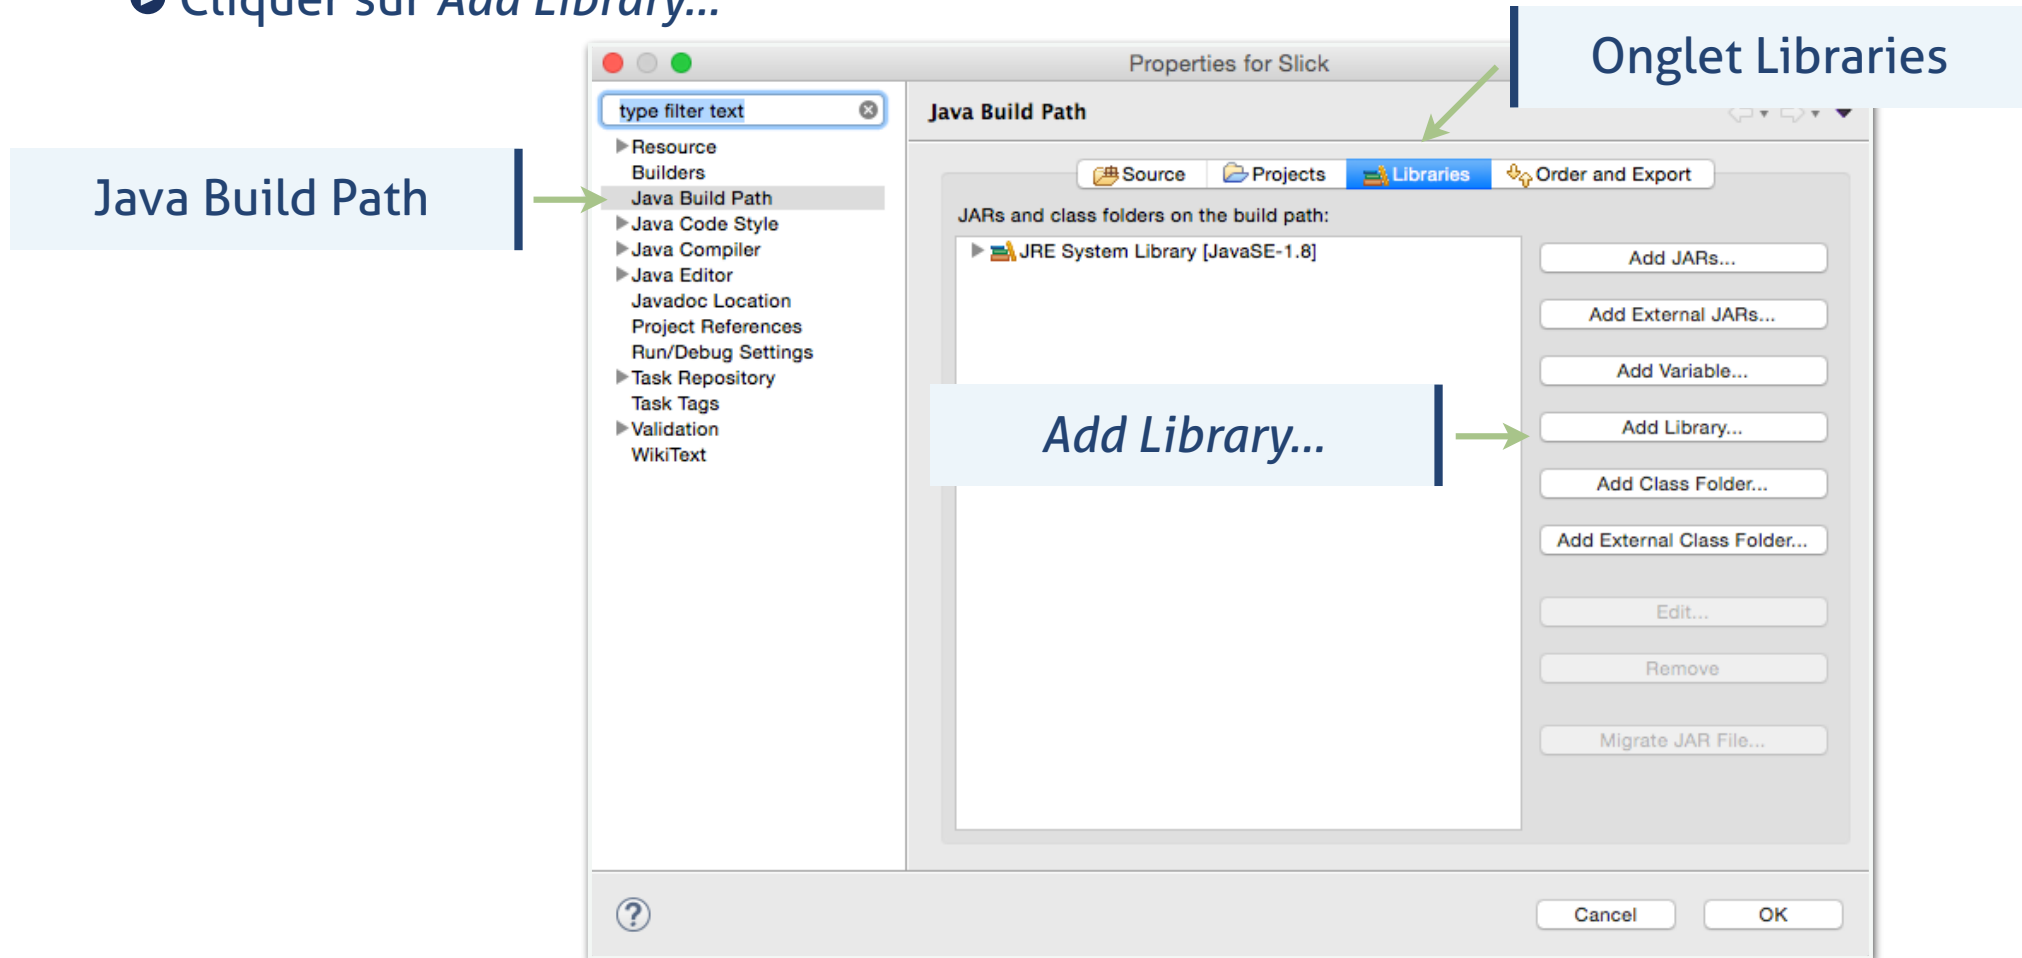 Cliquer sur Add Library...
Properties for Slick
Onglet Libraries
type filter text
Java Build Path
Resource
Builders
Java Build Path
Java Code Style
Java Compiler
Java Editor
Javadoc Location
Project References
Run/Debug Settings
Task Repository
Task Tags
Validation
WikiText
Java Build Path
Source
Projects
Libraries
Order and Export
JARs and class folders on the build path:
JRE System Library [JavaSE-1.8]
Add JARs...
Add External JARs...
Add Variable...
Add Library...
Add Library...
Add Class Folder...
Add External Class Folder...
Edit...
Remove
Migrate JAR File...
?
Cancel
OK